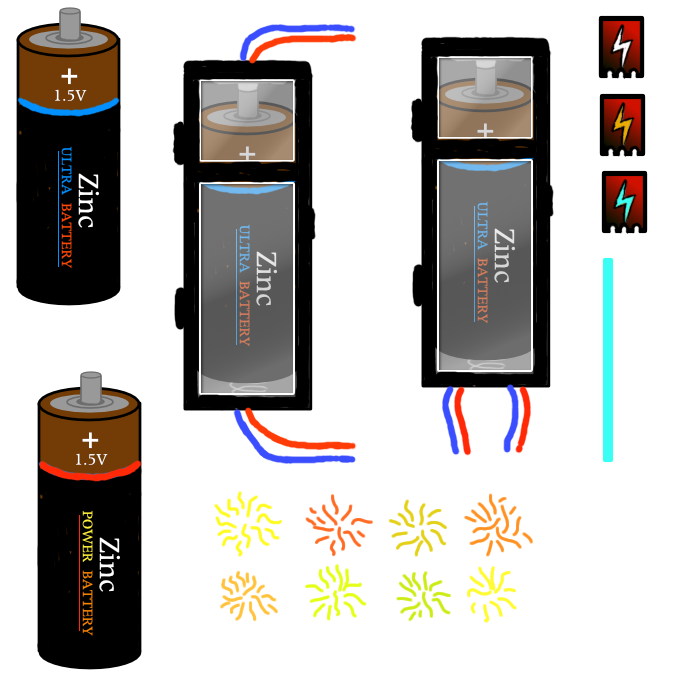 +
1.5V
Zinc
ULTRA BATTERY
+
Zinc
ULTRA BATTERY
+
Zinc
ULTRA BATTERY
+
1.5V
Zinc
POWER BATTERY